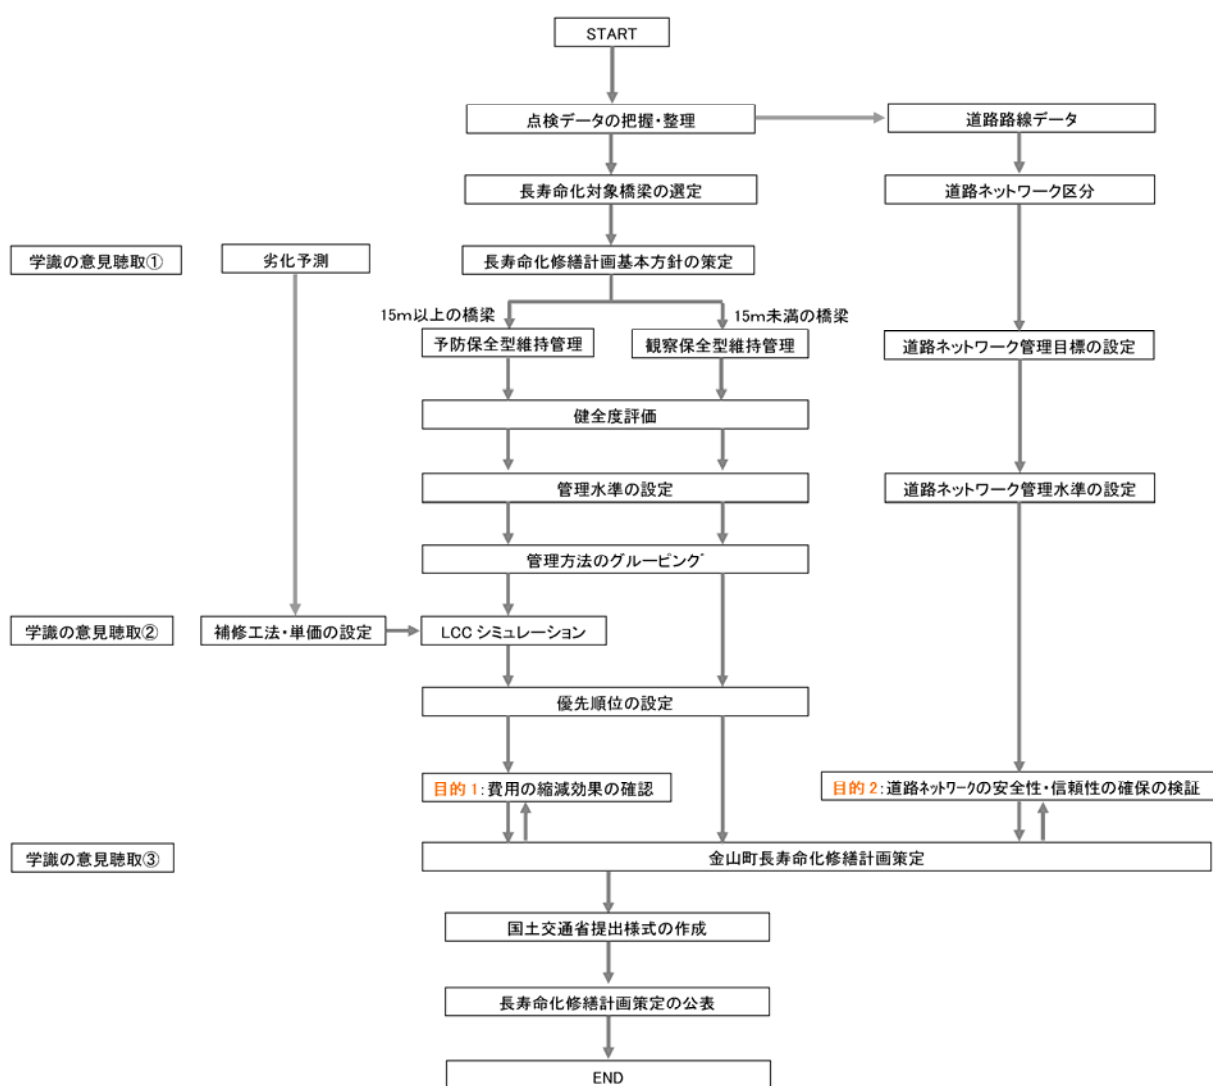 START
点検データの把握・整理
道路路線データ
長寿命化対象橋梁の選定
道路ネットワーク区分
学識の意見聴取①
劣化予測
長寿命化修繕計画基本方針の策定
15m以上の橋梁
15m未満の橋梁
予防保全型維持管理
観察保全型維持管理
道路ネットワーク管理目標の設定
健全度評価
管理水準の設定
道路ネットワーク管理水準の設定
管理方法のグルーピング
学識の意見聴取②
補修工法・単価の設定
LCC シミュレーション
優先順位の設定
目的 1:費用の縮減効果の確認
目的 2:道路ネットワークの安全性・信頼性の確保の検証
学識の意見聴取③
金山町長寿命化修繕計画策定
国土交通省提出様式の作成
長寿命化修繕計画策定の公表
END